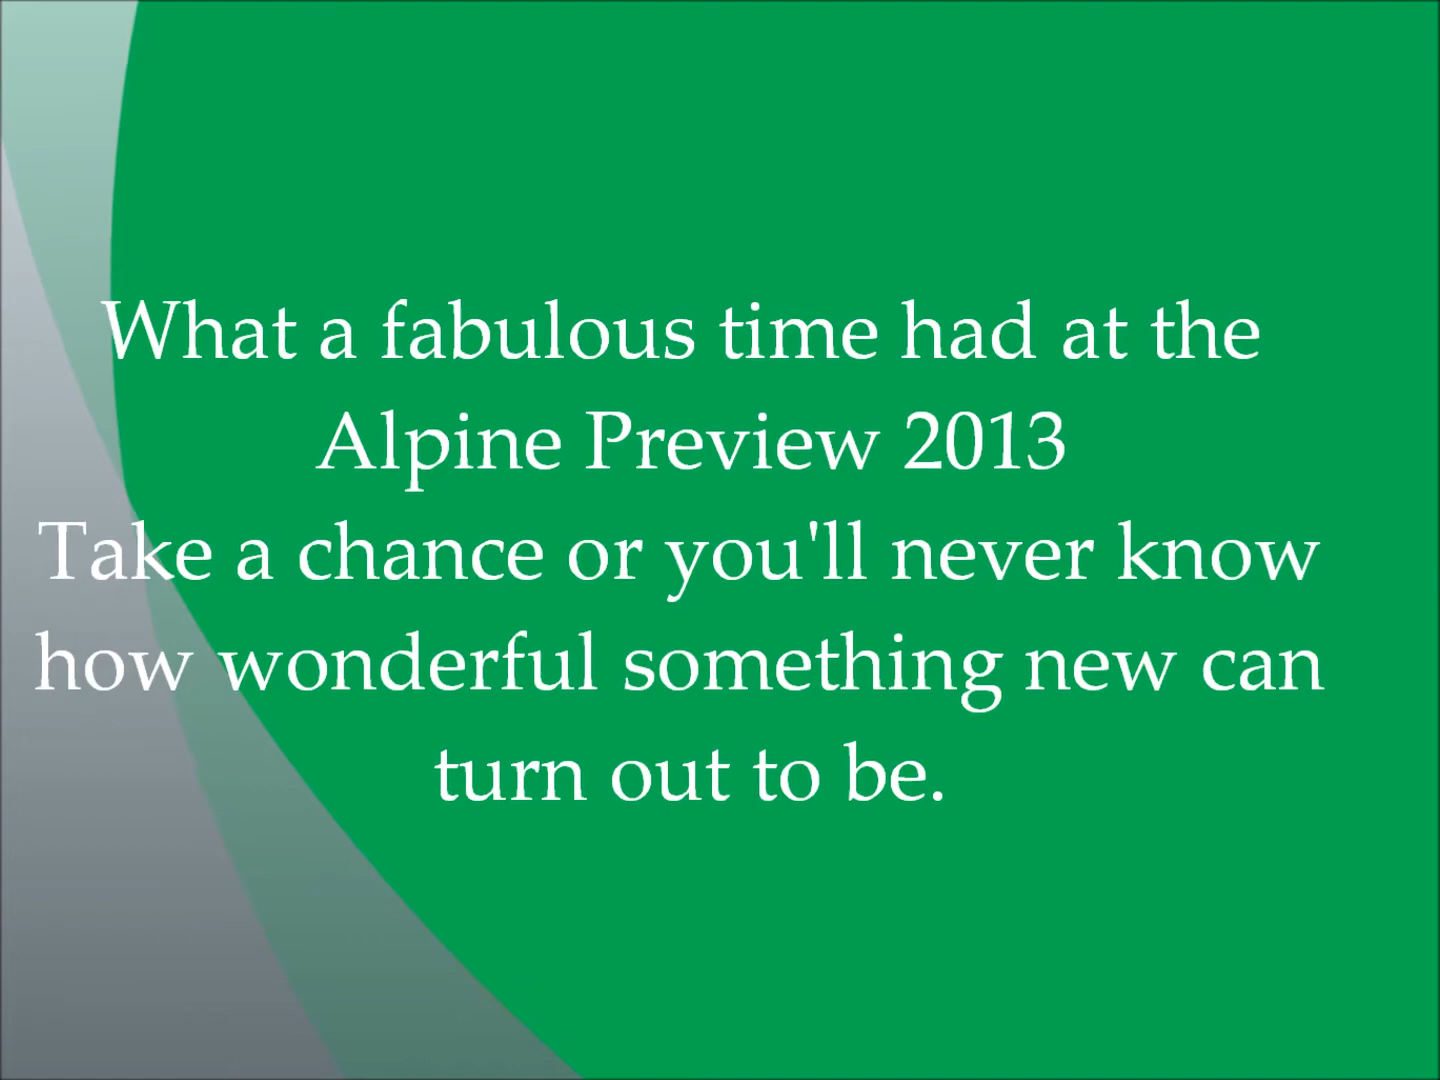 What a fabulous time had at the
Alpine Preview 2013
Take a chance or you'll never know
how wonderful something new can
turn out to be.